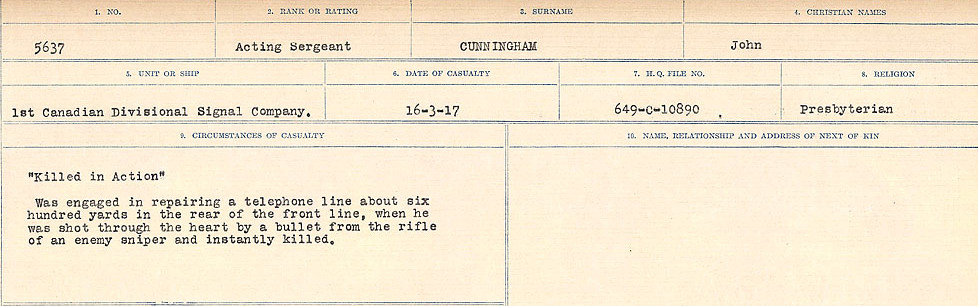 1. NO. 2. RANK OR RATING 3. SURNAME 4. CHRISTIAN NAMES
5637 Acting Sergeant CUNNINGHAM John
5. UNIT OR SHIP 6. DATE OF CASUALTY 7. H.Q. FILE NO. 8. RELIGION
1st Canadian Divisional Signal Company. 16-3-17 649-C-10890 . Presbyterian
9. CIRCUMSTANCES OF CASUALTY 10. NAME, RELATIONSHIP AND ADDRESS OF NEXT OF KIN
"Killed in Action"
Was engaged in repairing a telephone line about six
hundred yards in the rear of the front line, when he
was shot through the heart by a bullet from the rifle
of an enemy sniper and instantly killed.